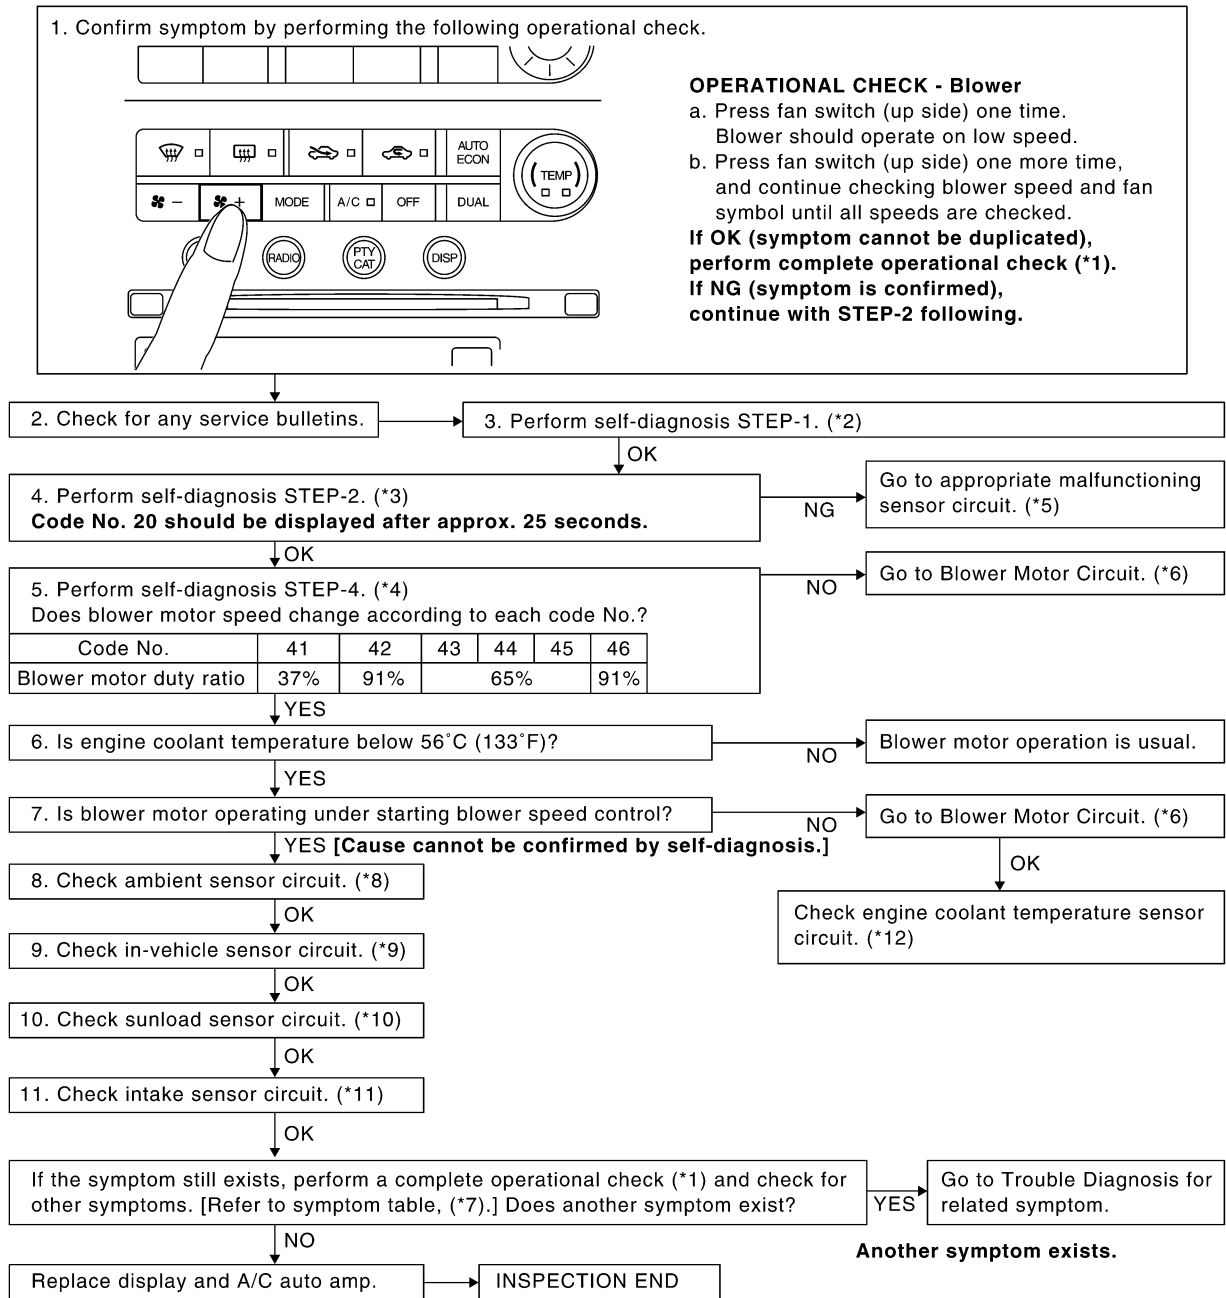 1. Confirm symptom by performing the following operational check.
AUTO
ECON
TEMP
−
+
MODE
A/C
OFF
DUAL
RADIO
PTY
CAT
DISP
OPERATIONAL CHECK - Blower
a. Press fan switch (up side) one time.
Blower should operate on low speed.
b. Press fan switch (up side) one more time,
and continue checking blower speed and fan
symbol until all speeds are checked.
If OK (symptom cannot be duplicated),
perform complete operational check (*1).
If NG (symptom is confirmed),
continue with STEP-2 following.
2. Check for any service bulletins.
3. Perform self-diagnosis STEP-1. (*2)
OK
4. Perform self-diagnosis STEP-2. (*3)
Code No. 20 should be displayed after approx. 25 seconds.
NG
Go to appropriate malfunctioning
sensor circuit. (*5)
OK
5. Perform self-diagnosis STEP-4. (*4)
Does blower motor speed change according to each code No.?
NO
Go to Blower Motor Circuit. (*6)
Code No. 41 42 43 44 45 46
Blower motor duty ratio 37% 91% 65% 91%
YES
6. Is engine coolant temperature below 56˚C (133˚F)?
NO
Blower motor operation is usual.
YES
7. Is blower motor operating under starting blower speed control?
NO
Go to Blower Motor Circuit. (*6)
YES [Cause cannot be confirmed by self-diagnosis.]
OK
Check engine coolant temperature sensor
circuit. (*12)
8. Check ambient sensor circuit. (*8)
OK
9. Check in-vehicle sensor circuit. (*9)
OK
10. Check sunload sensor circuit. (*10)
OK
11. Check intake sensor circuit. (*11)
OK
If the symptom still exists, perform a complete operational check (*1) and check for
other symptoms. [Refer to symptom table, (*7).] Does another symptom exist?
YES
Go to Trouble Diagnosis for
related symptom.
Another symptom exists.
NO
Replace display and A/C auto amp.
INSPECTION END